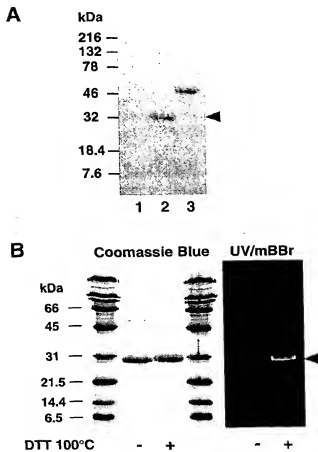 A
kDa
216
132
78
46
32
18.4
7.6
1 2 3
B
Coomassie Blue UV/mBBr
kDa
66
45
31
21.5
14.4
6.5
DTT 100°C - + - +